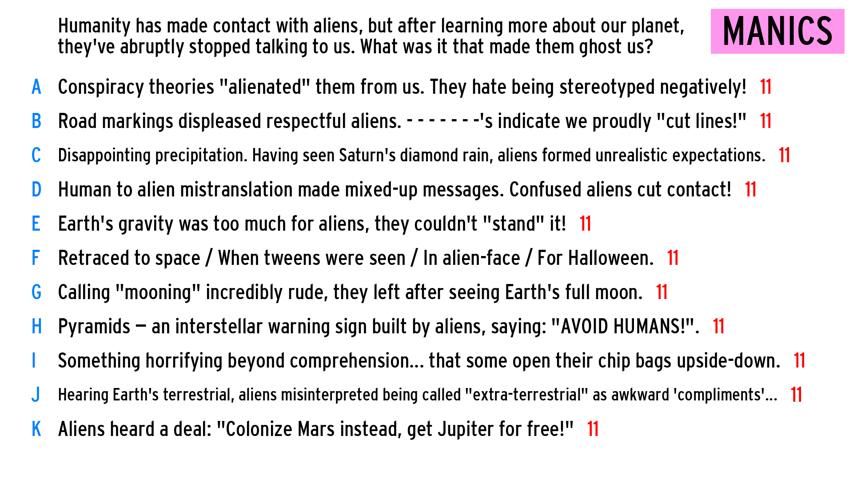 Humanity has made contact with aliens, but after learning more about our planet,
they've abruptly stopped talking to us. What was it that made them ghost us?
MANICS
A Conspiracy theories "alienated" them from us. They hate being stereotyped negatively! 11
B Road markings displeased respectful aliens. - - - - - - -'s indicate we proudly "cut lines!" 11
C Disappointing precipitation. Having seen Saturn's diamond rain, aliens formed unrealistic expectations. 11
D Human to alien mistranslation made mixed-up messages. Confused aliens cut contact! 11
E Earth's gravity was too much for aliens, they couldn't "stand" it! 11
F Retraced to space / When tweens were seen / In alien-face / For Halloween. 11
G Calling "mooning" incredibly rude, they left after seeing Earth's full moon. 11
H Pyramids – an interstellar warning sign built by aliens, saying: "AVOID HUMANS!". 11
I Something horrifying beyond comprehension... that some open their chip bags upside-down. 11
J Hearing Earth's terrestrial, aliens misinterpreted being called "extra-terrestrial" as awkward 'compliments'... 11
K Aliens heard a deal: "Colonize Mars instead, get Jupiter for free!" 11